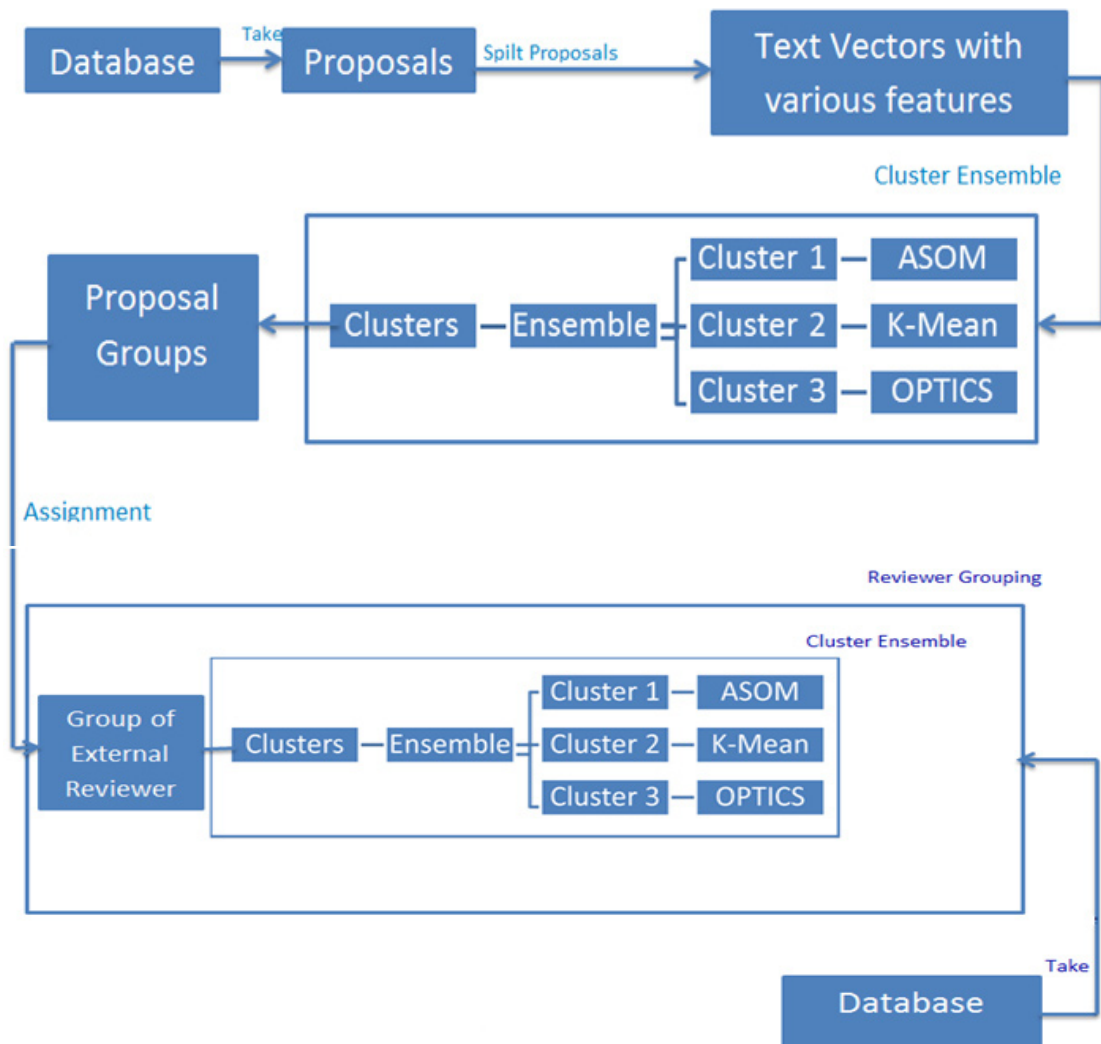 Take
Database
Proposals
Spilt Proposals
Text Vectors with
various features
Cluster Ensemble
Proposal
Groups
Clusters
Ensemble
Cluster 1
ASOM
Cluster 2
K-Mean
Cluster 3
OPTICS
Assignment
Reviewer Grouping
Cluster Ensemble
Group of
External
Reviewer
Clusters
Ensemble
Cluster 1
ASOM
Cluster 2
K-Mean
Cluster 3
OPTICS
Take
Database